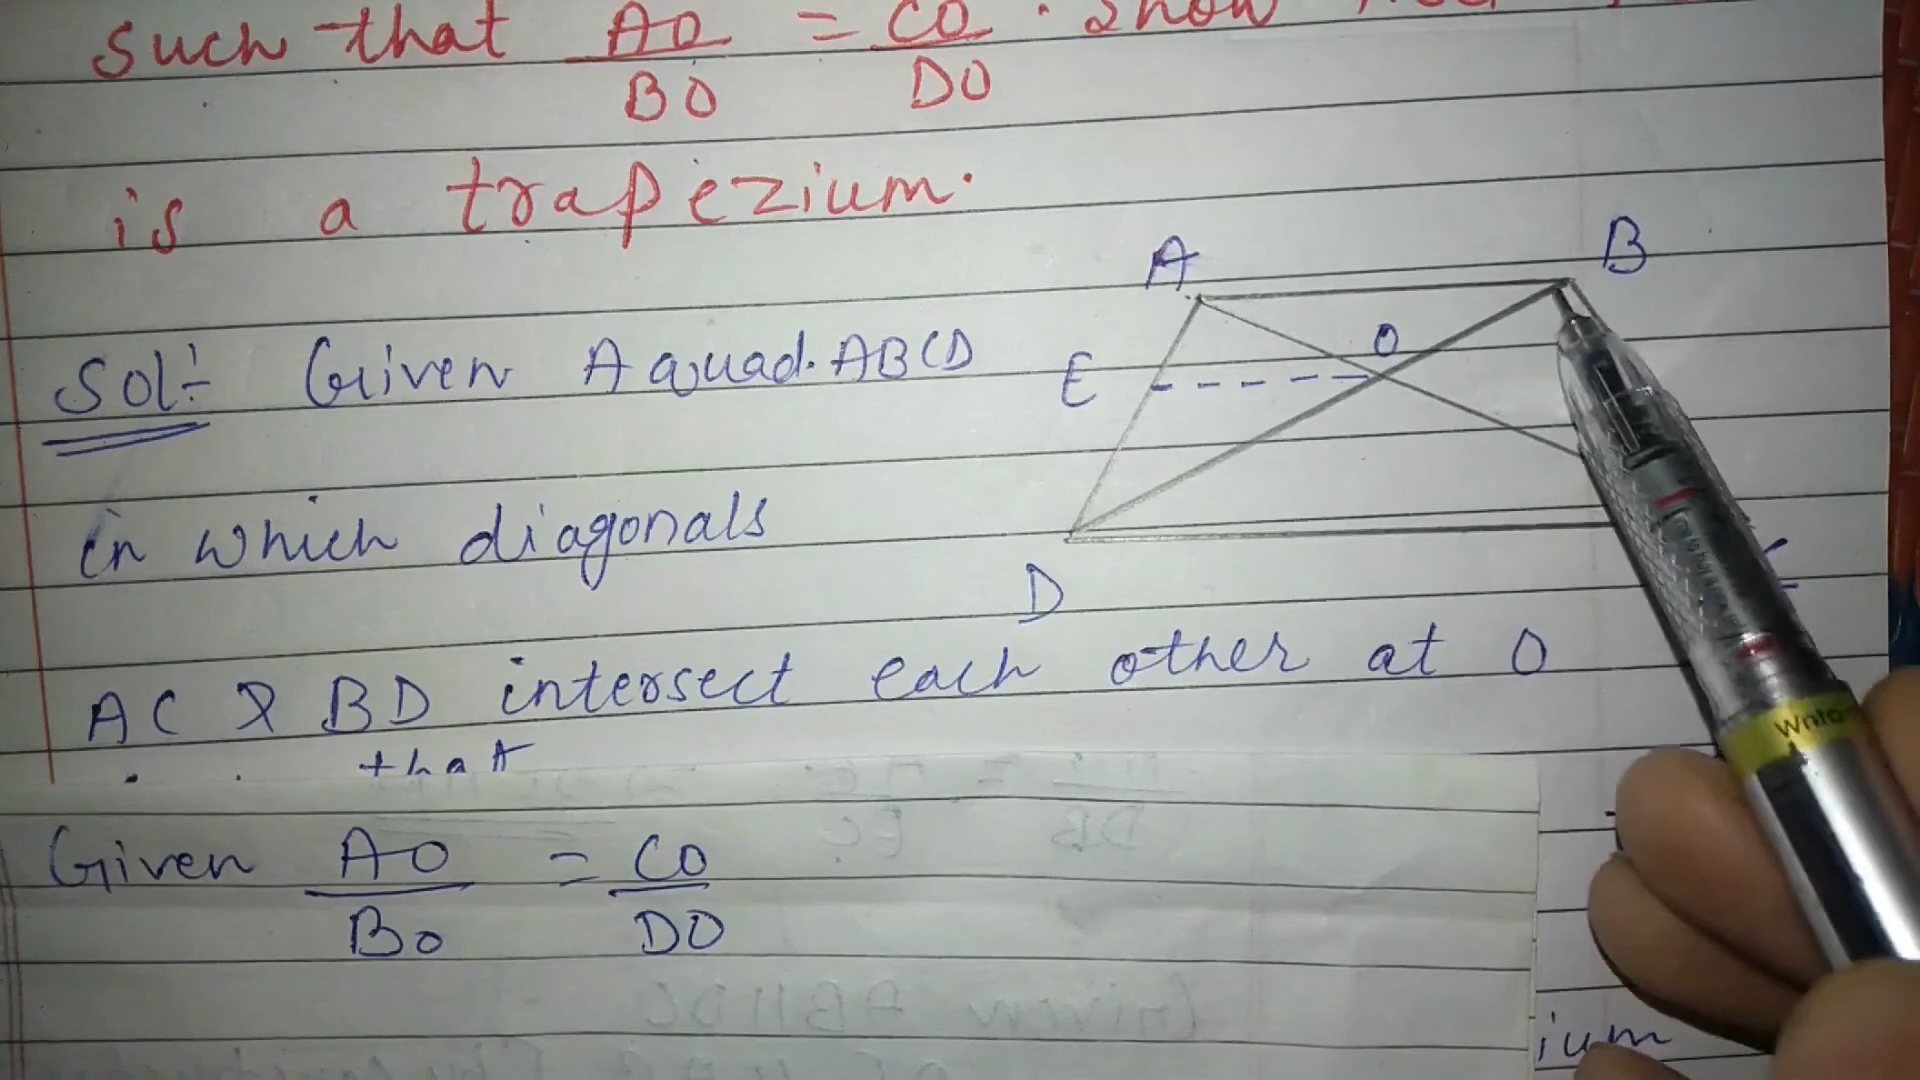 such that AO = CO . Show
BO DO
is a trapezium.
A B
Sol:- Given A quad. ABCD
E O
in which diagonals
D
AC & BD intersect each other at O
that
Given AO = CO
BO DO
ium